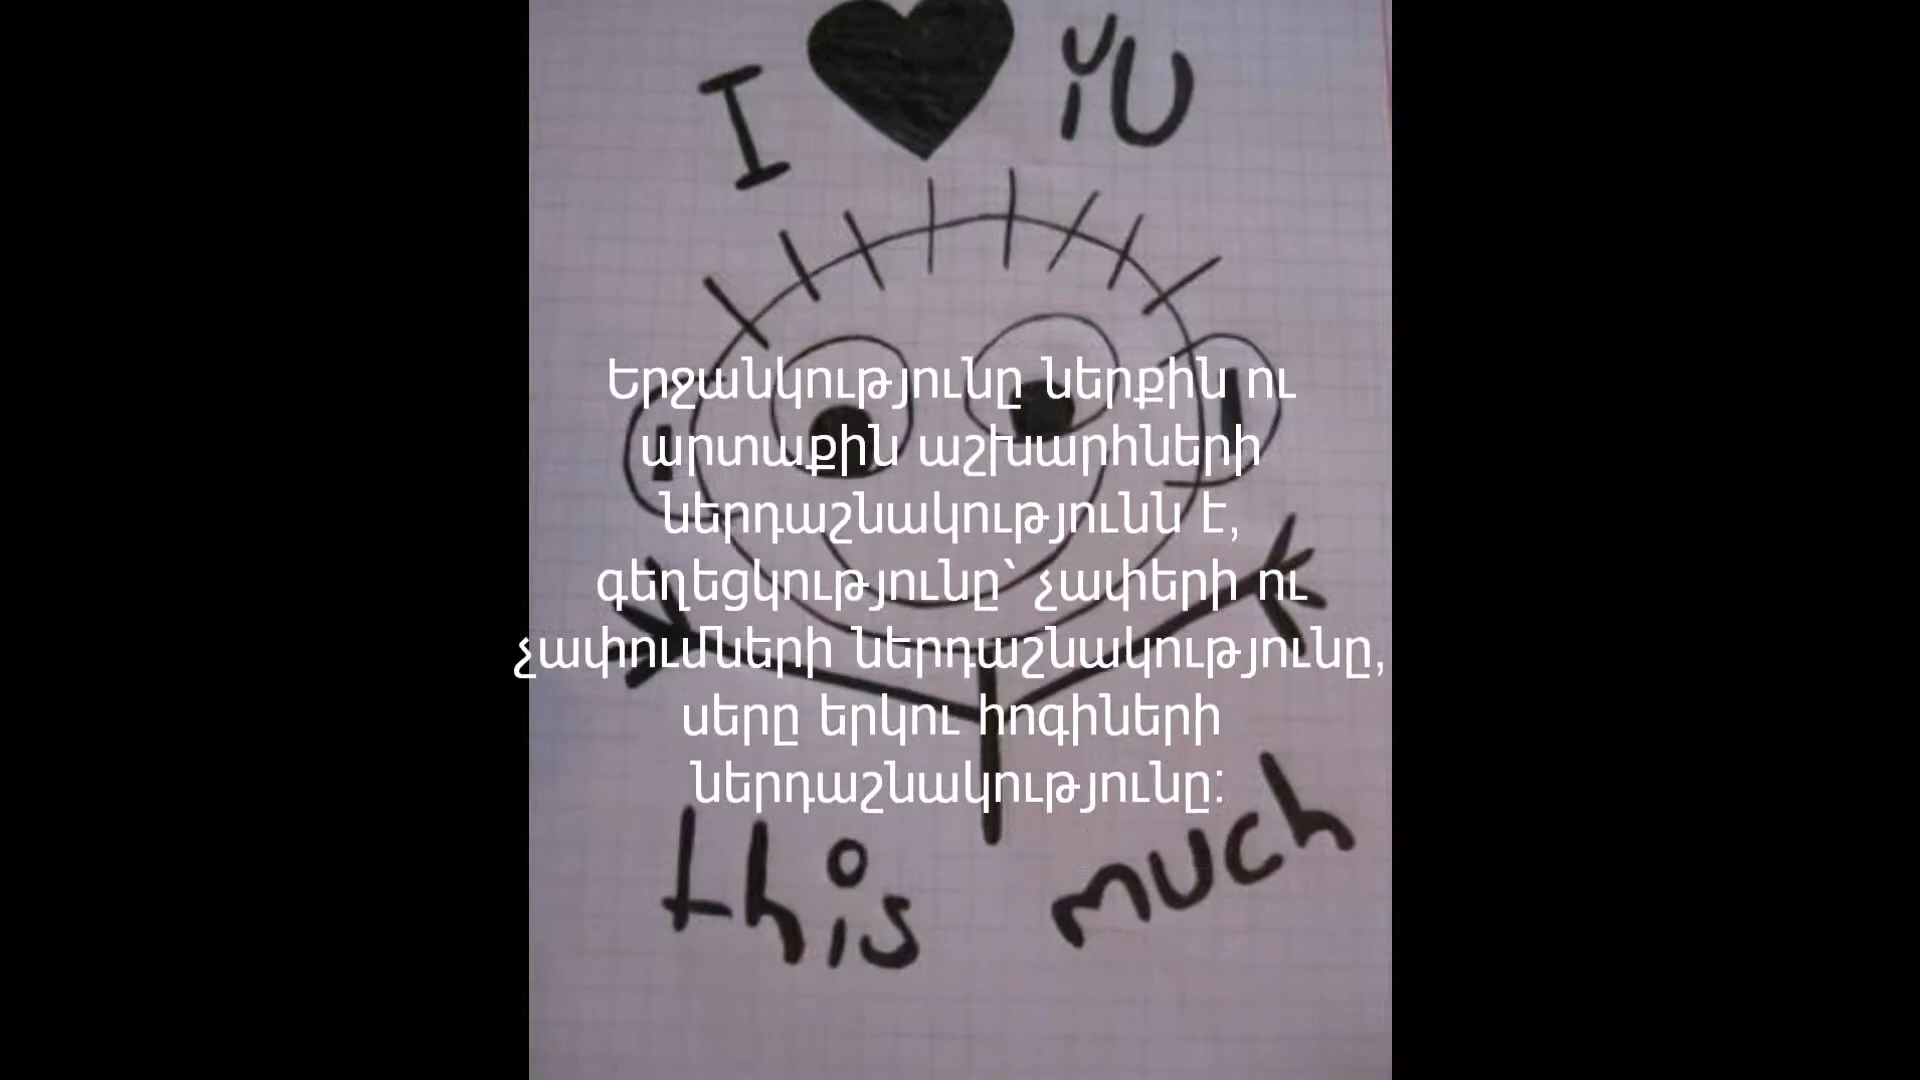 I ♥ YU
Երջանկությունը ներքին ու
արտաքին աշխարհների
ներդաշնակությունն է,
գեղեցկությունը՝ չափերի ու
չափումների ներդաշնակությունը,
սերը երկու հոգիների
ներդաշնակությունը:
this much